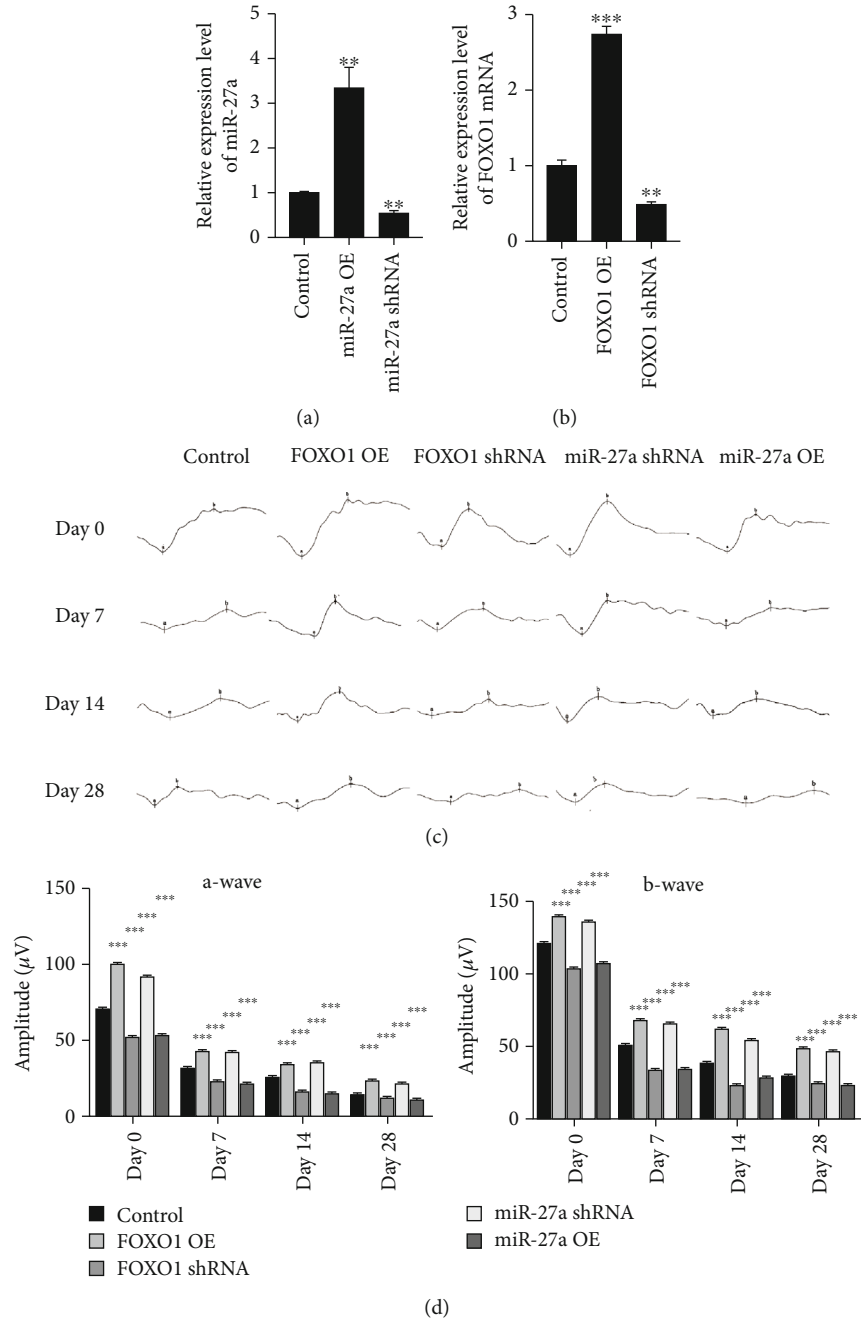 Relative expression level
of miR-27a
5
4
3
2
1
0
**
**
Control
miR-27a OE
miR-27a shRNA
(a)
Relative expression level
of FOXO1 mRNA
3
2
1
0
***
**
Control
FOXO1 OE
FOXO1 shRNA
(b)
Control
FOXO1 OE
FOXO1 shRNA
miR-27a shRNA
miR-27a OE
Day 0
a b a b a b a b a b
Day 7
a b a b a b a b a b
Day 14
a b a b a b a b a b
Day 28
a b a b a b a b a b
(c)
a-wave
Amplitude (μV)
150
100
50
0
*** *** *** ***
*** *** *** ***
*** *** *** ***
*** *** *** ***
Day 0
Day 7
Day 14
Day 28
b-wave
Amplitude (μV)
150
100
50
0
*** *** *** ***
*** *** *** ***
*** *** *** ***
*** *** *** ***
Day 0
Day 7
Day 14
Day 28
Control
FOXO1 OE
FOXO1 shRNA
miR-27a shRNA
miR-27a OE
(d)